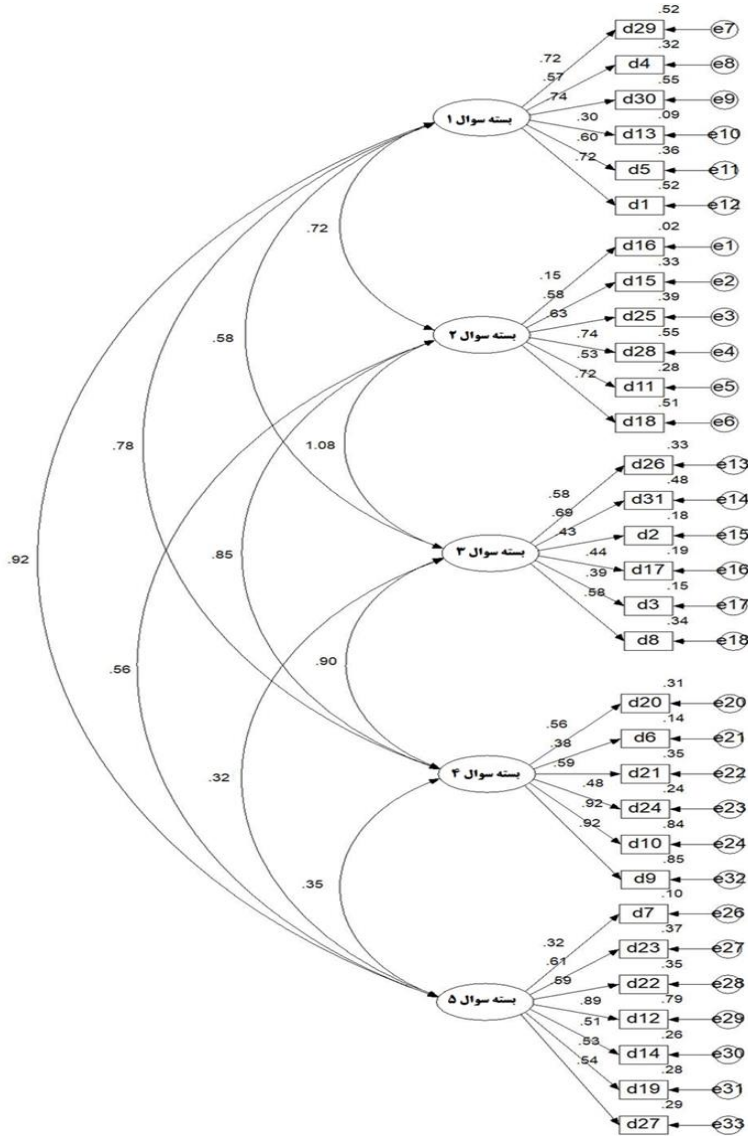 .52
d29 e7
.32
.72
d4 e8
.57
.55
.74
d30 e9
.09
.30
بسته سوال ۱
d13 e10
.60
.36
.72
d5 e11
.52
d1 e12
.72
.02
d16 e1
.33
.15
d15 e2
.58
.39
.63
d25 e3
.55
.74
.58
بسته سوال ۲
d28 e4
.53
.28
.72
d11 e5
.51
d18 e6
.78
1.08
.33
d26 e13
.48
.58
d31 e14
.69
.18
.43
d2 e15
.19
.92
.85
.44
بسته سوال ۳
d17 e16
.39
.15
.58
d3 e17
.34
d8 e18
.56
.90
.31
d20 e20
.14
.56
d6 e21
.38
.35
.59
d21 e22
.24
.32
.48
بسته سوال ۴
d24 e23
.92
.84
.92
d10 e24
.85
d9 e32
.35
.10
d7 e26
.37
.32
d23 e27
.61
.35
.59
d22 e28
.79
.89
بسته سوال ۵
d12 e29
.51
.26
.53
d14 e30
.28
.54
d19 e31
.29
d27 e33